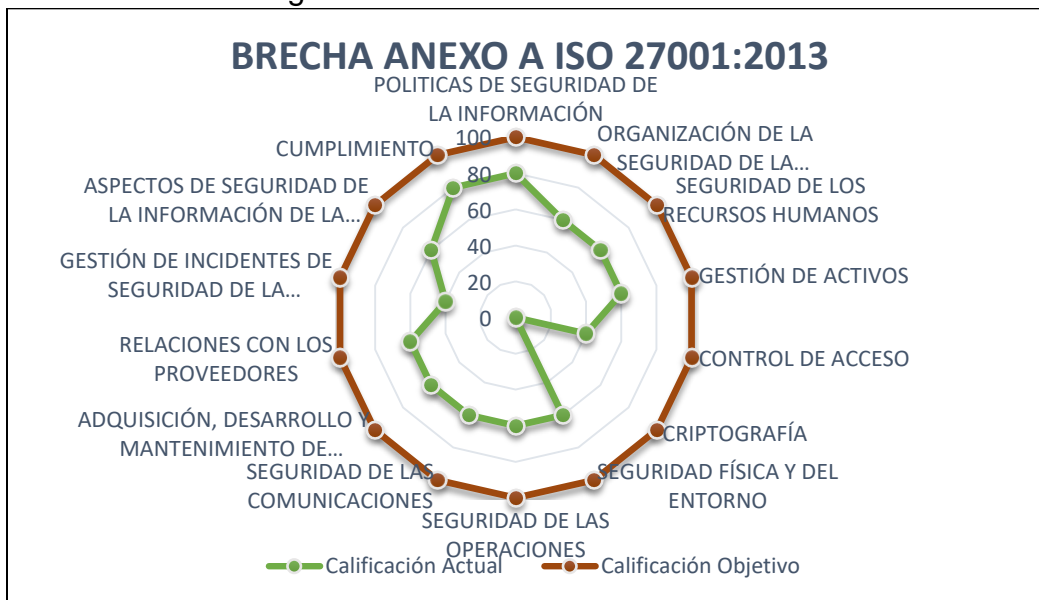 BRECHA ANEXO A ISO 27001:2013
POLITICAS DE SEGURIDAD DE
LA INFORMACIÓN
ORGANIZACIÓN DE LA
SEGURIDAD DE LA...
SEGURIDAD DE LOS
RECURSOS HUMANOS
GESTIÓN DE ACTIVOS
CONTROL DE ACCESO
CRIPTOGRAFÍA
SEGURIDAD FÍSICA Y DEL
ENTORNO
SEGURIDAD DE LAS
OPERACIONES
SEGURIDAD DE LAS
COMUNICACIONES
ADQUISICIÓN, DESARROLLO Y
MANTENIMIENTO DE...
RELACIONES CON LOS
PROVEEDORES
GESTIÓN DE INCIDENTES DE
SEGURIDAD DE LA...
ASPECTOS DE SEGURIDAD DE
LA INFORMACIÓN DE LA...
CUMPLIMIENTO
100
80
60
40
20
0
Calificación Actual
Calificación Objetivo